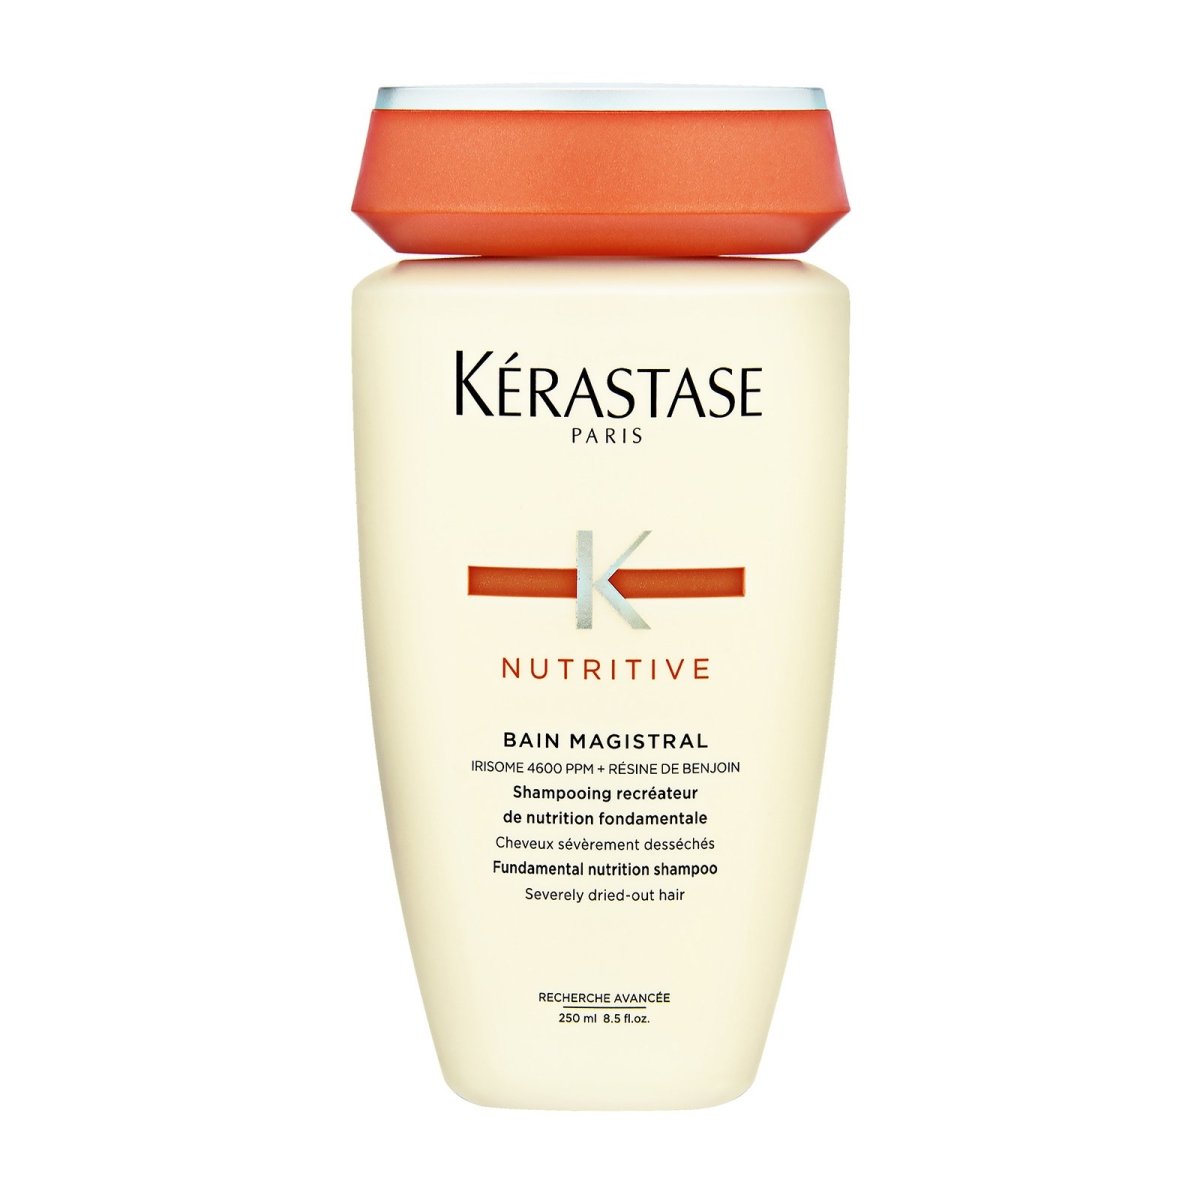 KÉRASTASE
PARIS
K
NUTRITIVE
BAIN MAGISTRAL
IRISOME 4600 PPM + RÉSINE DE BENJOIN
Shampooing recréateur
de nutrition fondamentale
Cheveux sévèrement desséchés
Fundamental nutrition shampoo
Severely dried-out hair
RECHERCHE AVANCÉE
250 ml 8.5 fl.oz.